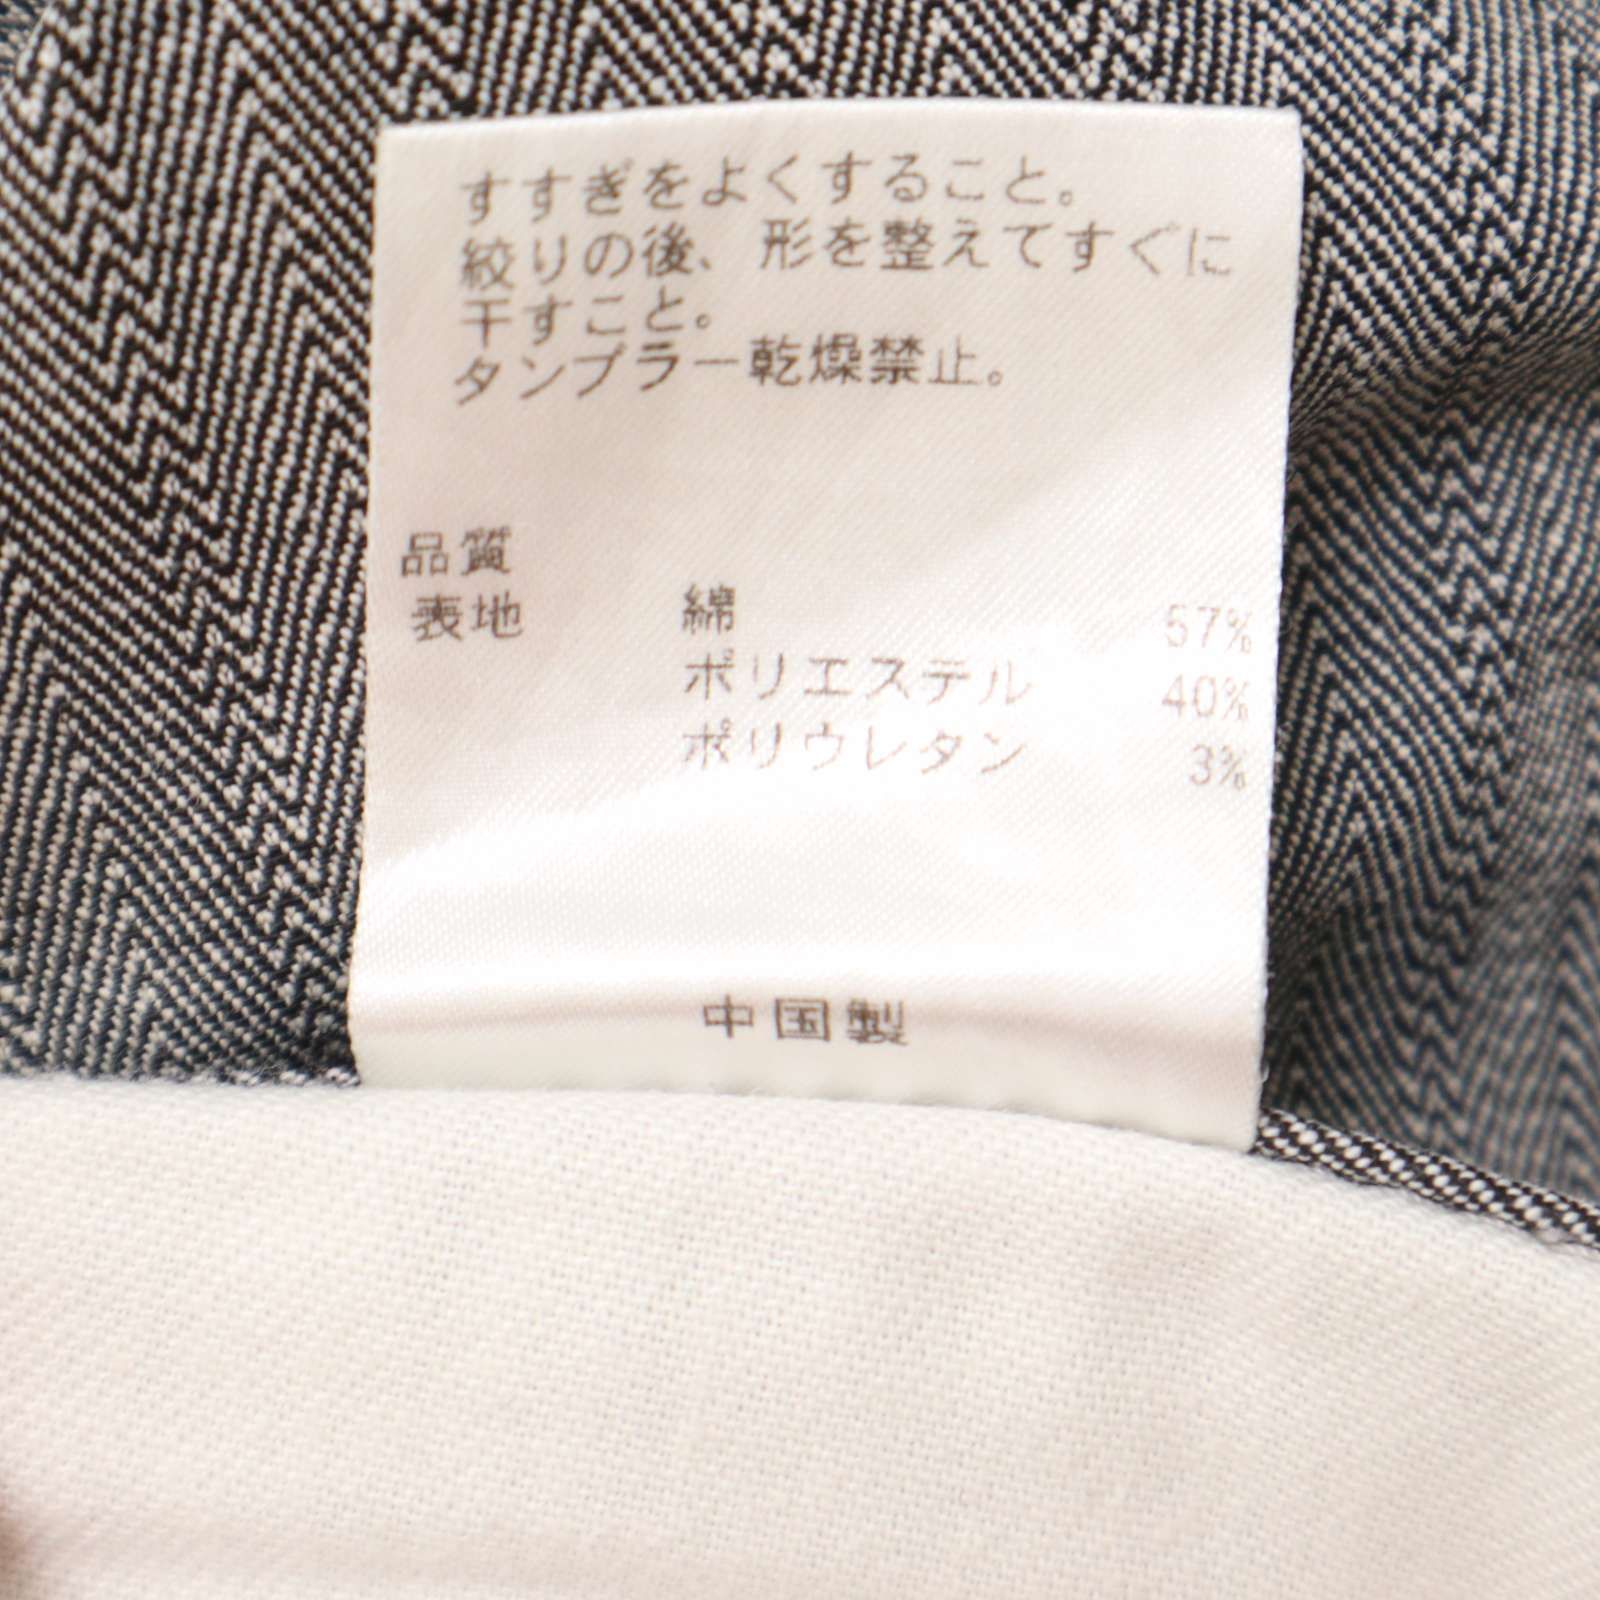 すすぎをよくすること。
絞りの後、形を整えてすぐに
干すこと。
タンブラー乾燥禁止。
品質
表地 綿 57%
ポリエステル 40%
ポリウレタン 3%
中国製